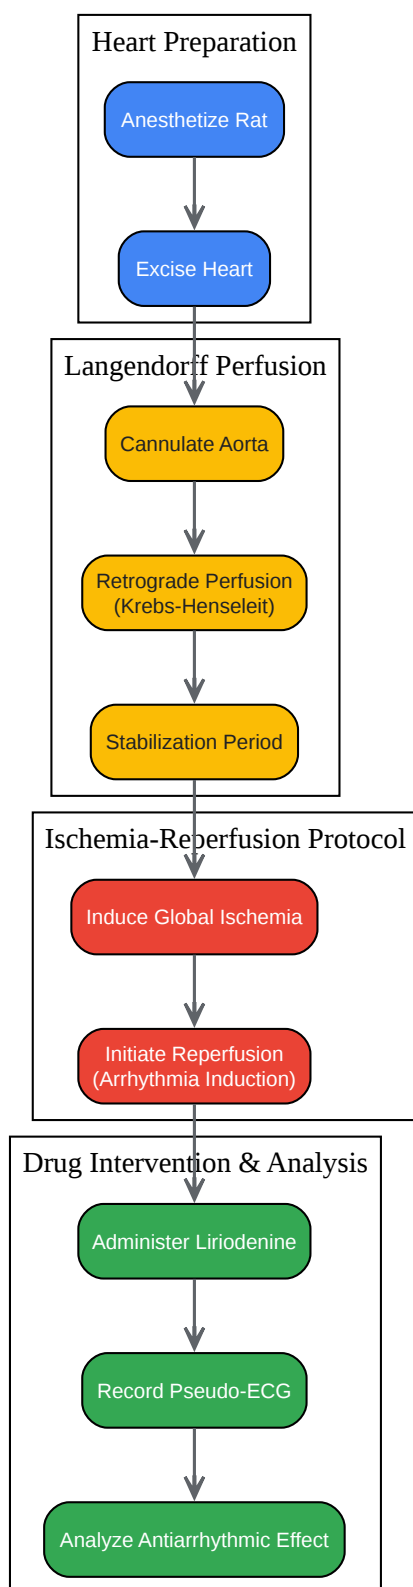 Heart Preparation
Anesthetize Rat
Excise Heart
Langendorff Perfusion
Cannulate Aorta
Retrograde Perfusion
(Krebs-Henseleit)
Stabilization Period
Ischemia-Reperfusion Protocol
Induce Global Ischemia
Initiate Reperfusion
(Arrhythmia Induction)
Drug Intervention & Analysis
Administer Liriodenine
Record Pseudo-ECG
Analyze Antiarrhythmic Effect